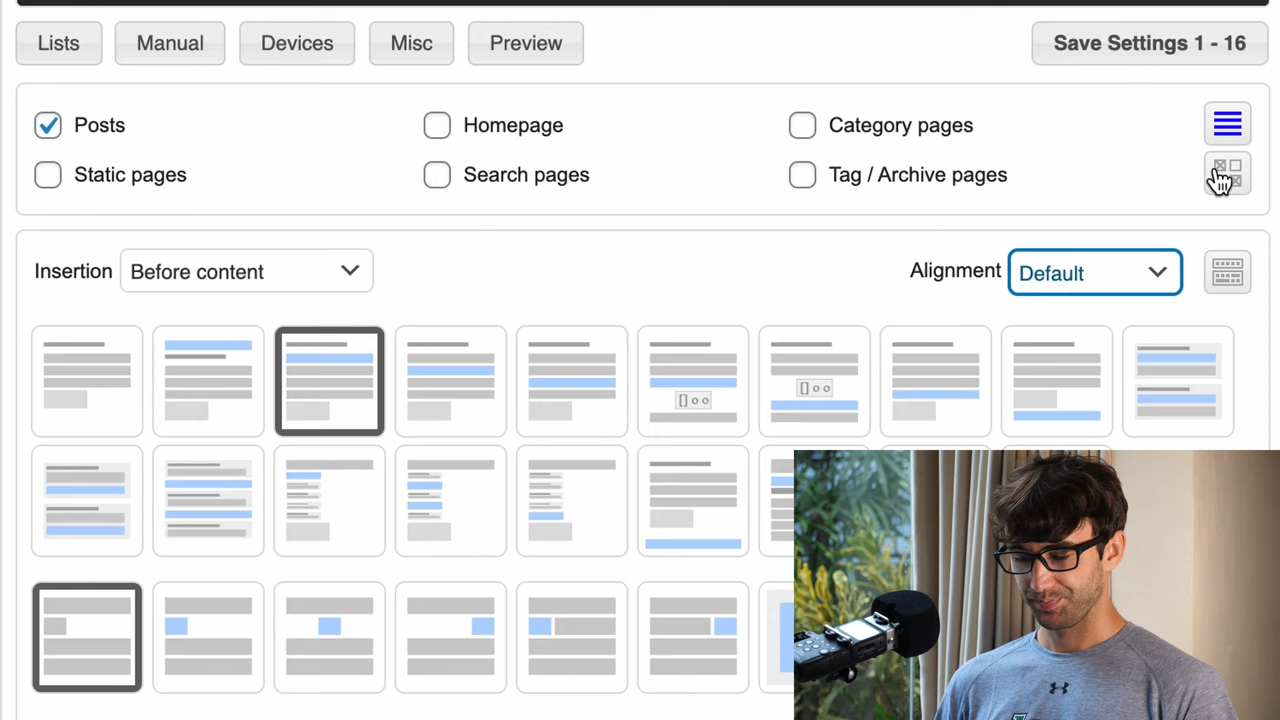 Lists Manual Devices Misc Preview Save Settings 1 - 16
Posts Homepage Category pages
Static pages Search pages Tag / Archive pages
Insertion Before content Alignment Default